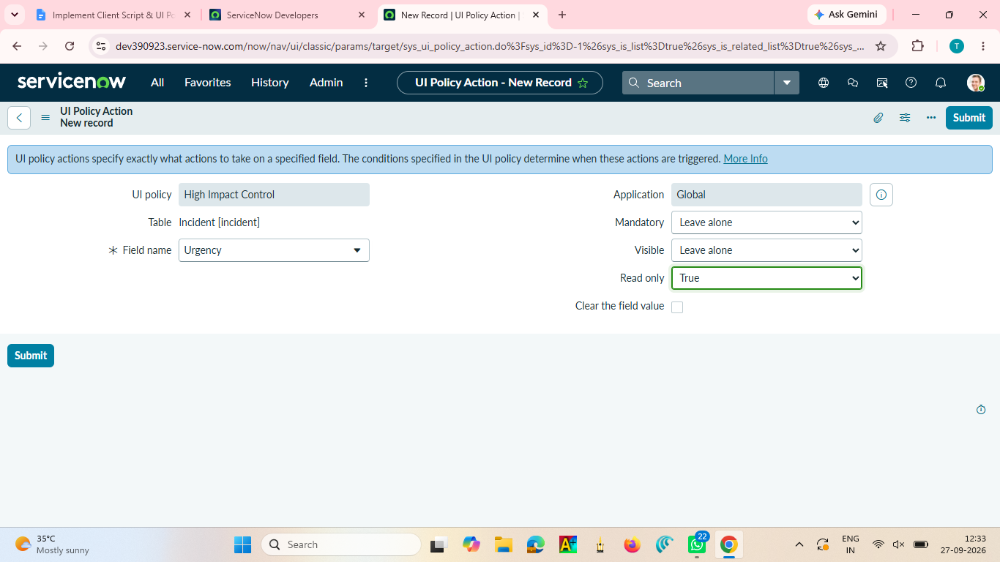 Implement Client Script & UI Po
ServiceNow Developers
New Record | UI Policy Action |
Ask Gemini
dev390923.service-now.com/now/nav/ui/classic/params/target/sys_ui_policy_action.do%3Fsys_id%3D-1%26sys_is_list%3Dtrue%26sys_is_related_list%3Dtrue%26sys_...
T
servicenow
All
Favorites
History
Admin
UI Policy Action - New Record
Search
UI Policy Action
New record
Submit
UI policy actions specify exactly what actions to take on a specified field. The conditions specified in the UI policy determine when these actions are triggered. More Info
UI policy High Impact Control
Application Global
Table Incident [incident]
Mandatory Leave alone
Field name Urgency
Visible Leave alone
Read only True
Clear the field value
Submit
35°C
Mostly sunny
Search
22
ENG
IN
12:33
27-09-2026